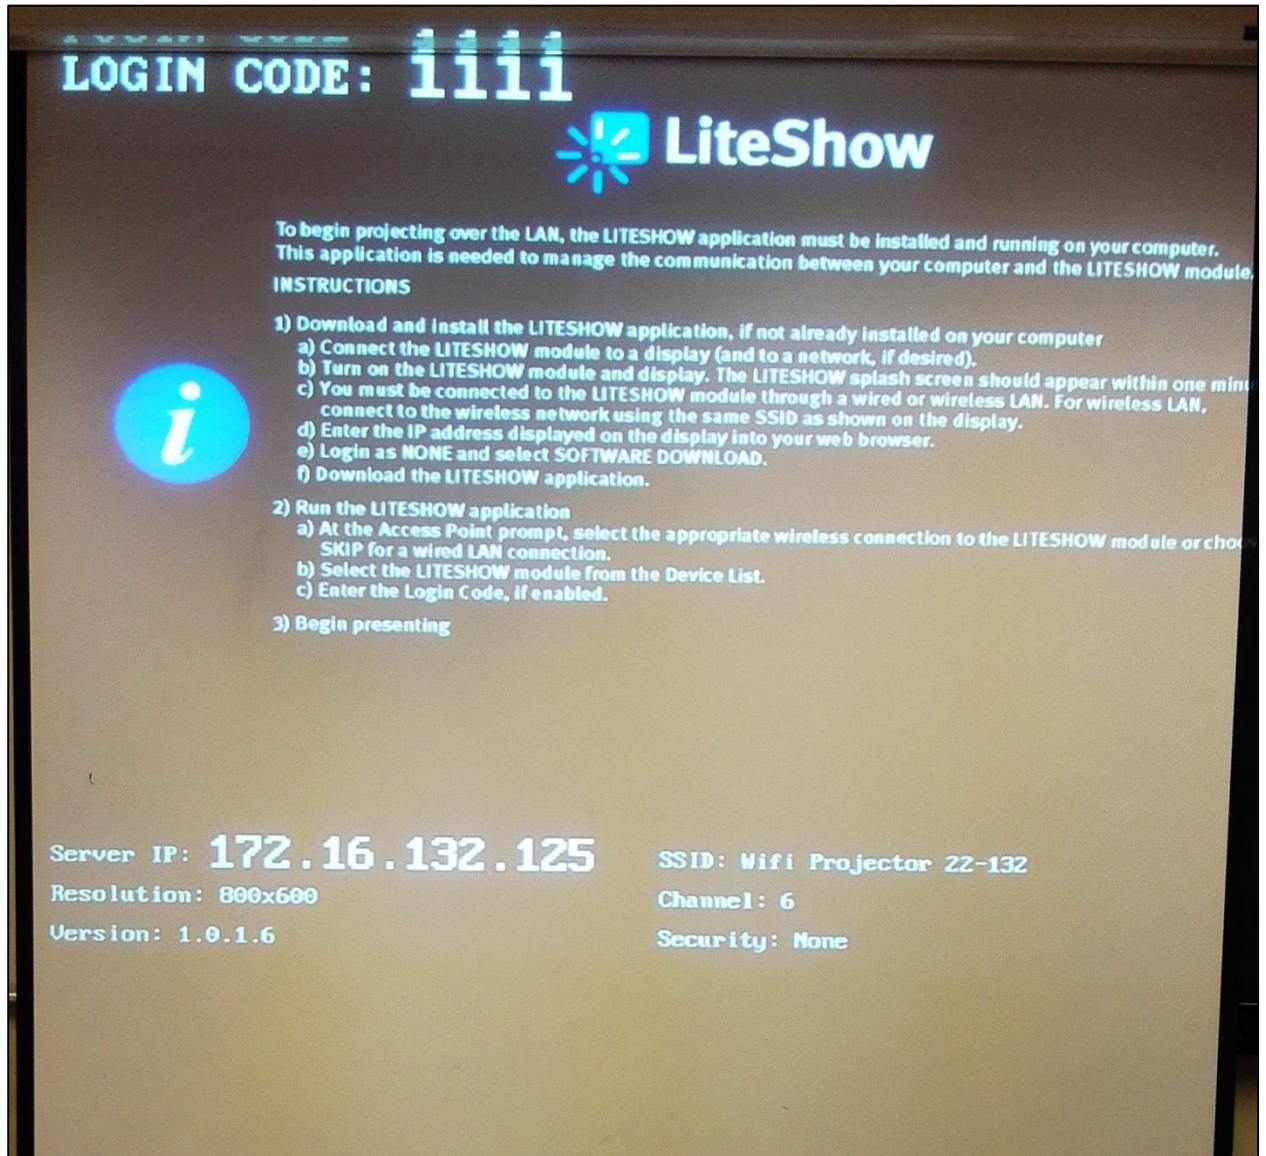 LOGIN CODE: 1111
LiteShow
To begin projecting over the LAN, the LITESHOW application must be installed and running on your computer.
This application is needed to manage the communication between your computer and the LITESHOW module.
INSTRUCTIONS
1) Download and install the LITESHOW application, if not already installed on your computer
a) Connect the LITESHOW module to a display (and to a network, if desired).
b) Turn on the LITESHOW module and display. The LITESHOW splash screen should appear within one
c) You must be connected to the LITESHOW module through a wired or wireless LAN. For wireless LAN,
connect to the wireless network using the same SSID as shown on the display.
d) Enter the IP address displayed on the display into your web browser.
e) Login as NONE and select SOFTWARE DOWNLOAD.
f) Download the LITESHOW application.
2) Run the LITESHOW application
a) At the Access Point prompt, select the appropriate wireless connection to the LITESHOW module or
SKIP for a wired LAN connection.
b) Select the LITESHOW module from the Device List.
c) Enter the Login Code, if enabled.
3) Begin presenting
i
Server IP: 172.16.132.125
SSID: Wifi Projector 22-132
Resolution: 800x600
Channel: 6
Version: 1.0.1.6
Security: None